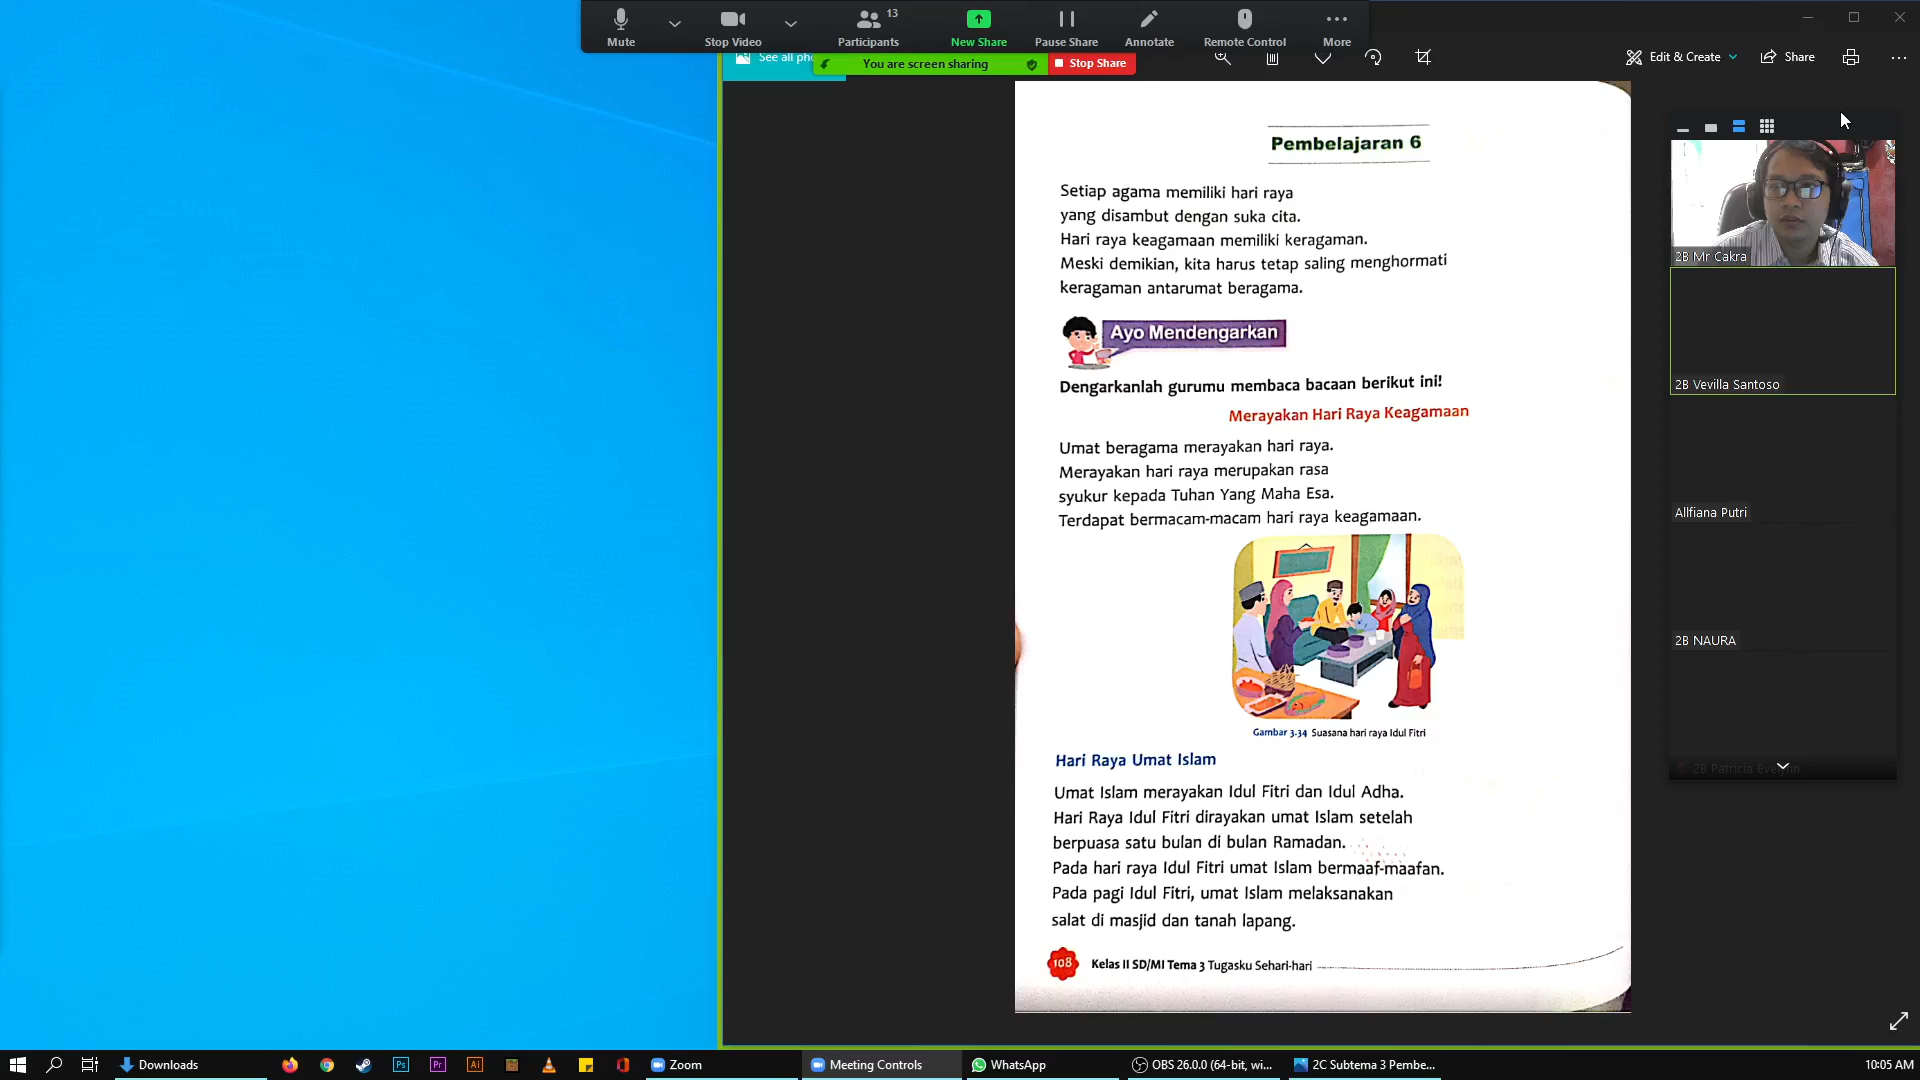 Mute
Stop Video
Participants
13
New Share
Pause Share
Annotate
Remote Control
More
See all
You are screen sharing
Stop Share
Edit & Create
Share
Pembelajaran 6
Setiap agama memiliki hari raya
yang disambut dengan suka cita.
Hari raya keagamaan memiliki keragaman.
Meski demikian, kita harus tetap saling menghormati
keragaman antarumat beragama.
Ayo Mendengarkan
Dengarkanlah gurumu membaca bacaan berikut ini!
Merayakan Hari Raya Keagamaan
Umat beragama merayakan hari raya.
Merayakan hari raya merupakan rasa
syukur kepada Tuhan Yang Maha Esa.
Terdapat bermacam-macam hari raya keagamaan.
Gambar 3.34 Suasana hari raya Idul Fitri
Hari Raya Umat Islam
Umat Islam merayakan Idul Fitri dan Idul Adha.
Hari Raya Idul Fitri dirayakan umat Islam setelah
berpuasa satu bulan di bulan Ramadan.
Pada hari raya Idul Fitri umat Islam bermaaf-maafan.
Pada pagi Idul Fitri, umat Islam melaksanakan
salat di masjid dan tanah lapang.
108 Kelas II SD/MI Tema 3 Tugasku Sehari-hari
2B Mr Cakra
2B Vevilla Santoso
Allfiana Putri
2B NAURA
2B Patricia Evelynn
Downloads
Ps
Pr
Ai
Zoom
Meeting Controls
WhatsApp
OBS 26.0.0 (64-bit, wi...
2C Subtema 3 Pembe...
10:05 AM